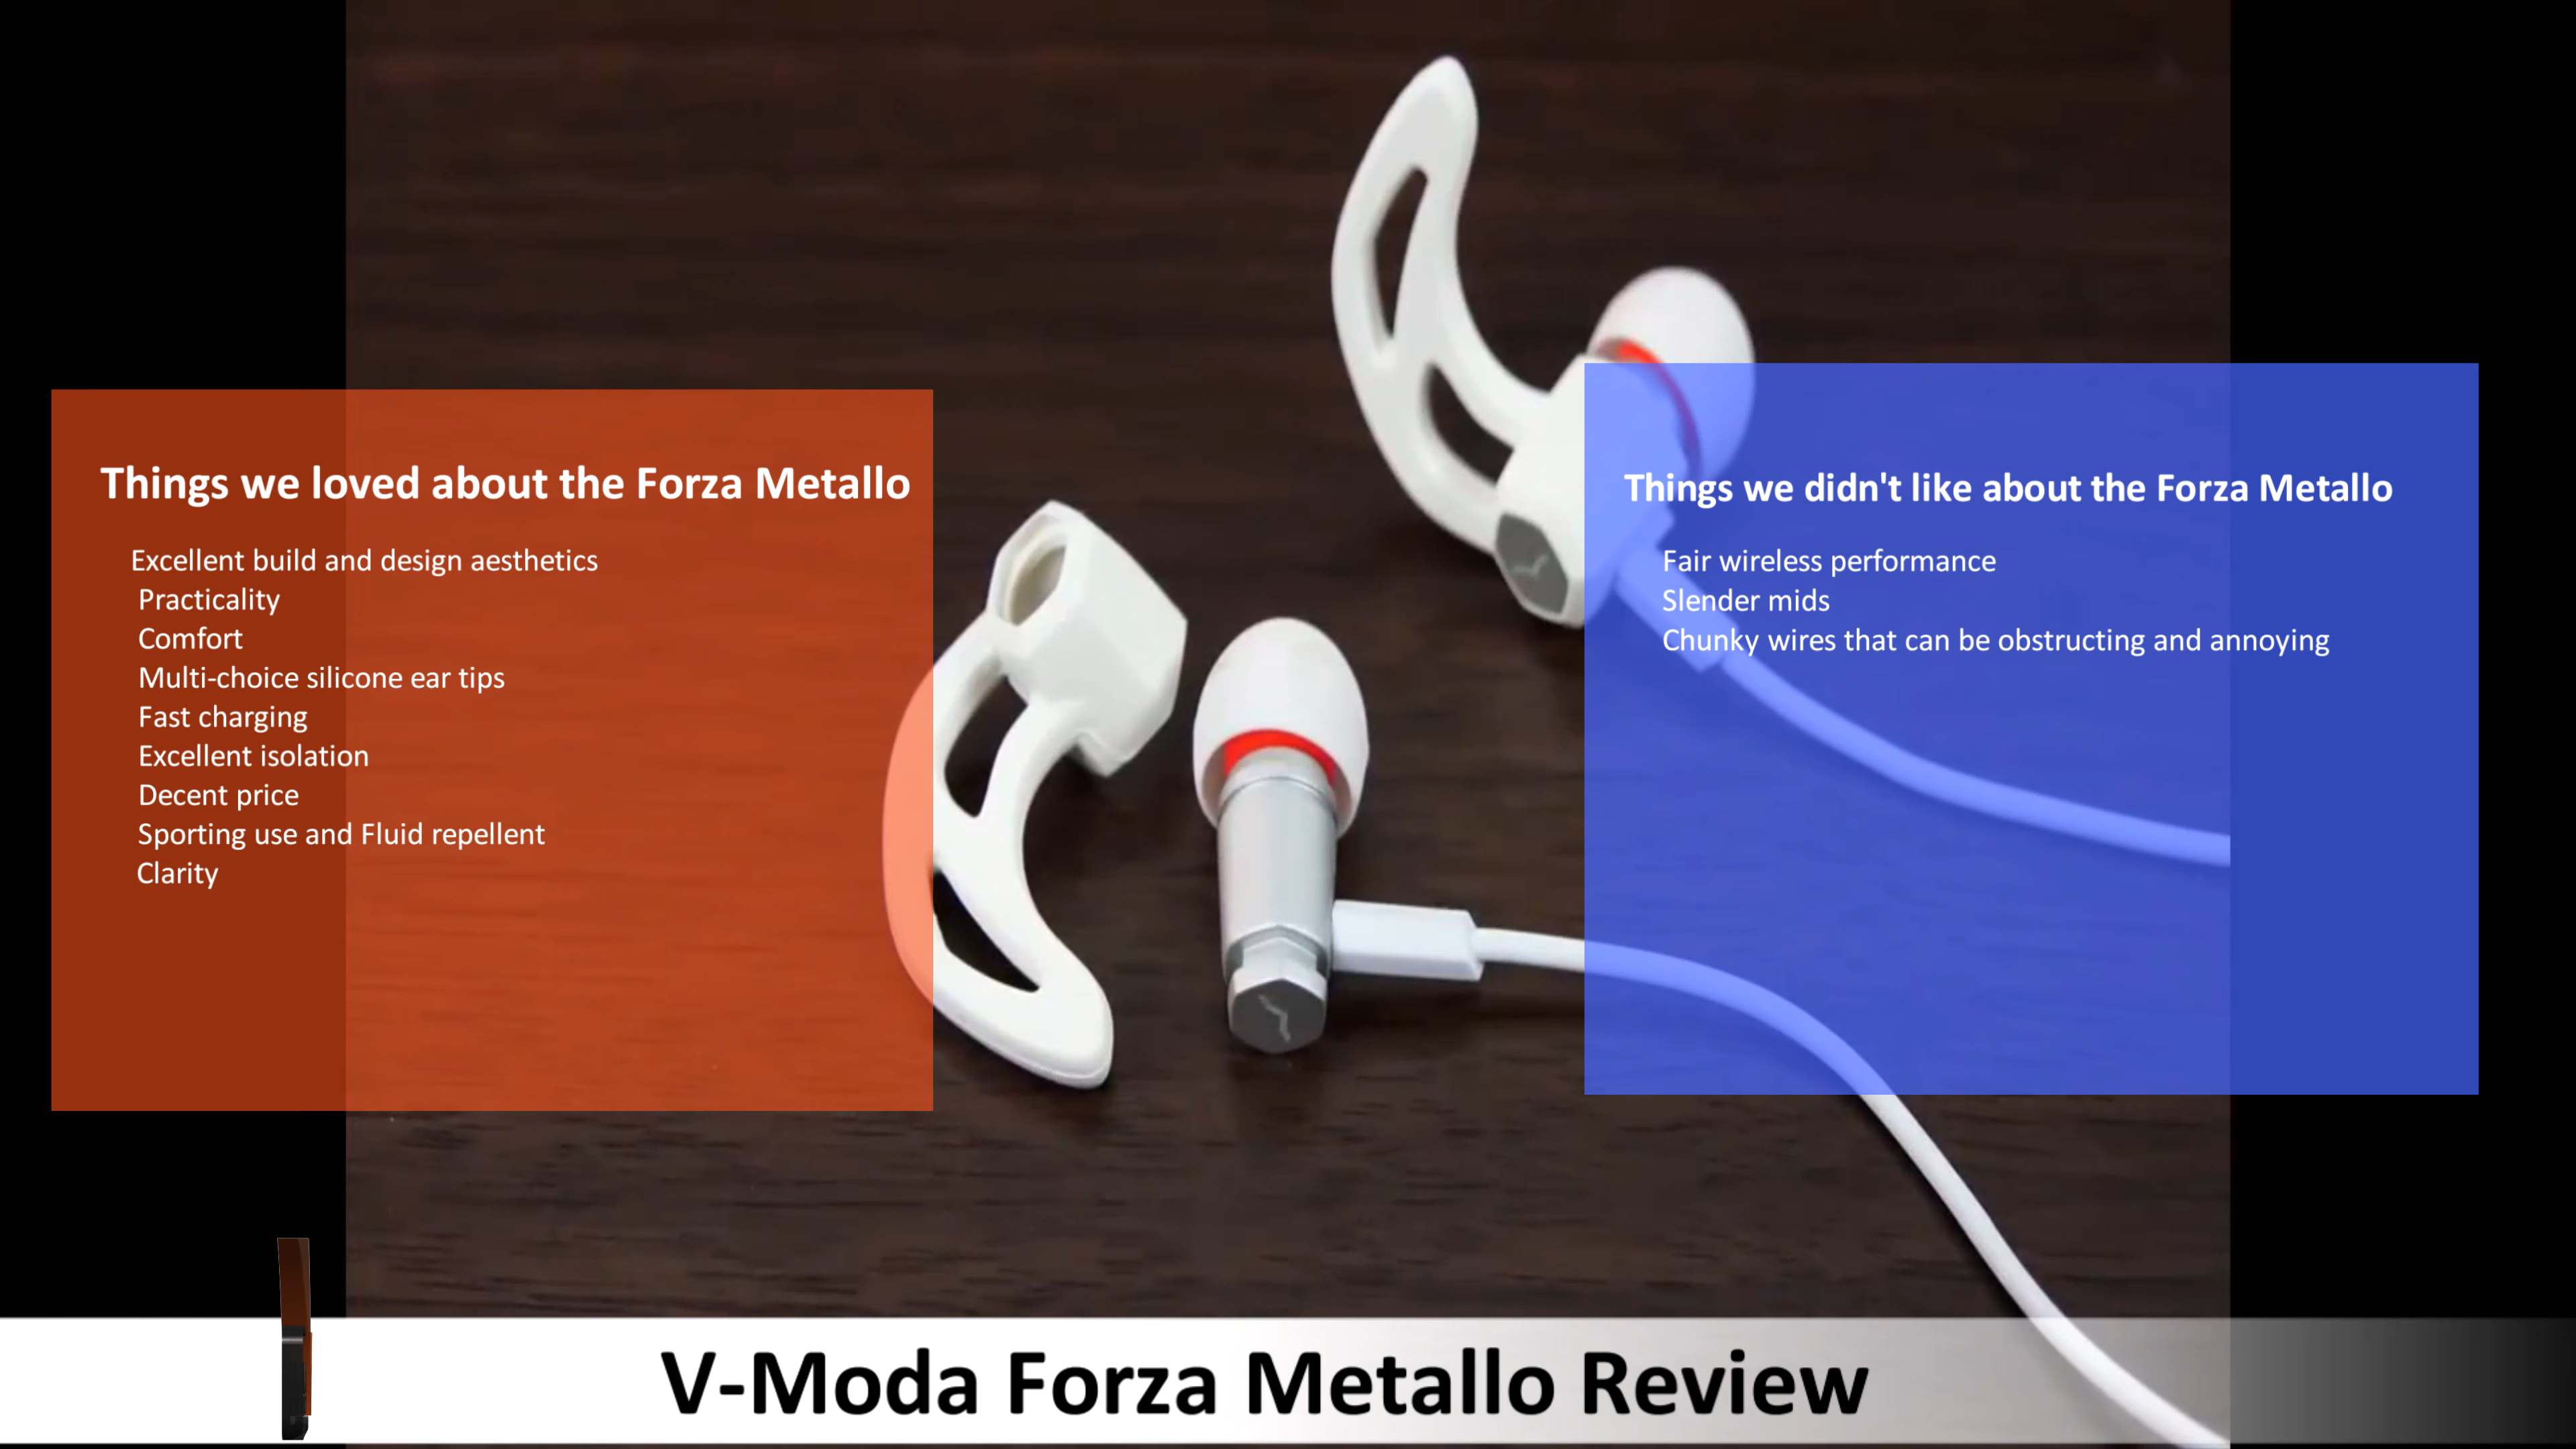 Things we loved about the Forza Metallo
Excellent build and design aesthetics
Practicality
Comfort
Multi-choice silicone ear tips
Fast charging
Excellent isolation
Decent price
Sporting use and Fluid repellent
Clarity
Things we didn't like about the Forza Metallo
Fair wireless performance
Slender mids
Chunky wires that can be obstructing and annoying
V-Moda Forza Metallo Review